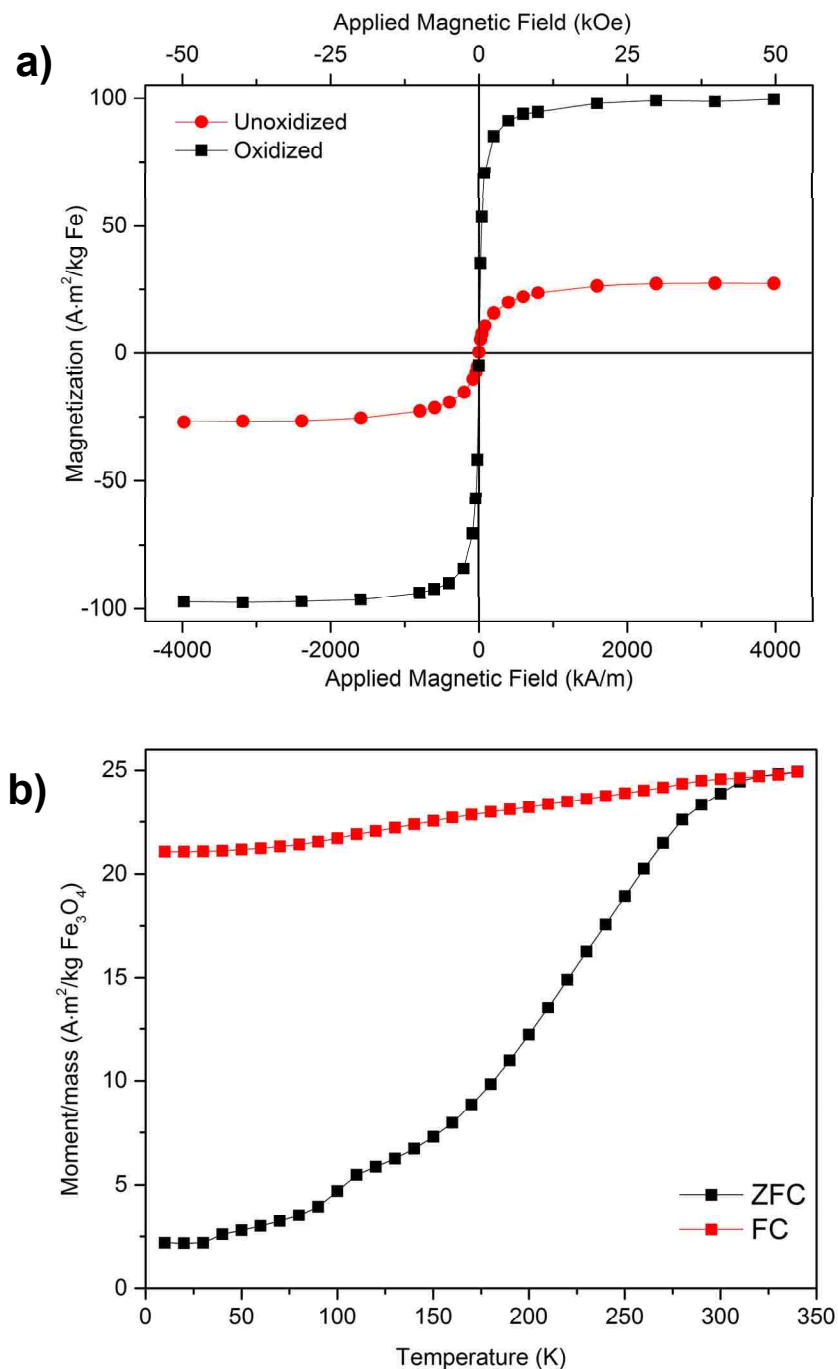 Applied Magnetic Field (kOe)
-50 -20 0 20 50
a)
100
50
0
-50
-100
Magnetization (A·m²/kg Fe)
Unoxidized
Oxidized
-4000 -2000 0 2000 4000
Applied Magnetic Field (kA/m)
b)
25
20
15
10
5
0
Moment/mass (A·m²/kg Fe₃O₄)
ZFC
FC
0 50 100 150 200 250 300 350
Temperature (K)